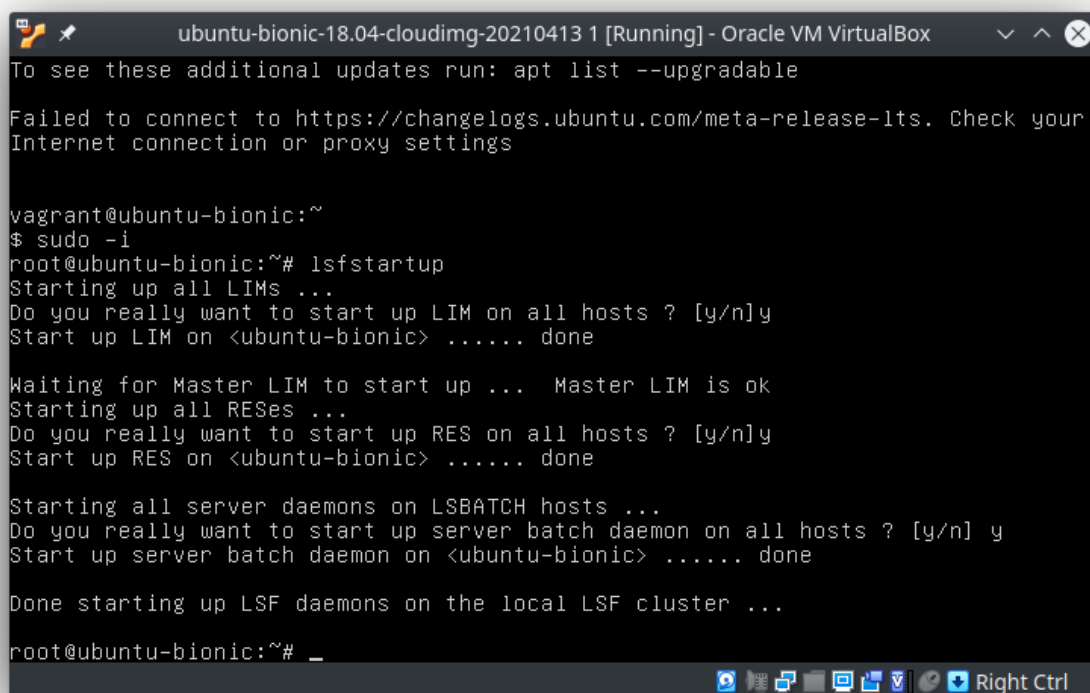 ubuntu-bionic-18.04-cloudimg-20210413 1 [Running] - Oracle VM VirtualBox
To see these additional updates run: apt list --upgradable
Failed to connect to https://changelogs.ubuntu.com/meta-release-lts. Check your
Internet connection or proxy settings
vagrant@ubuntu-bionic:~
$ sudo -i
root@ubuntu-bionic:~# lsfstartup
Starting up all LIMs ...
Do you really want to start up LIM on all hosts ? [y/n]y
Start up LIM on <ubuntu-bionic> ...... done
Waiting for Master LIM to start up ...  Master LIM is ok
Starting up all RESes ...
Do you really want to start up RES on all hosts ? [y/n]y
Start up RES on <ubuntu-bionic> ...... done
Starting all server daemons on LSBATCH hosts ...
Do you really want to start up server batch daemon on all hosts ? [y/n] y
Start up server batch daemon on <ubuntu-bionic> ...... done
Done starting up LSF daemons on the local LSF cluster ...
root@ubuntu-bionic:~# _
Right Ctrl